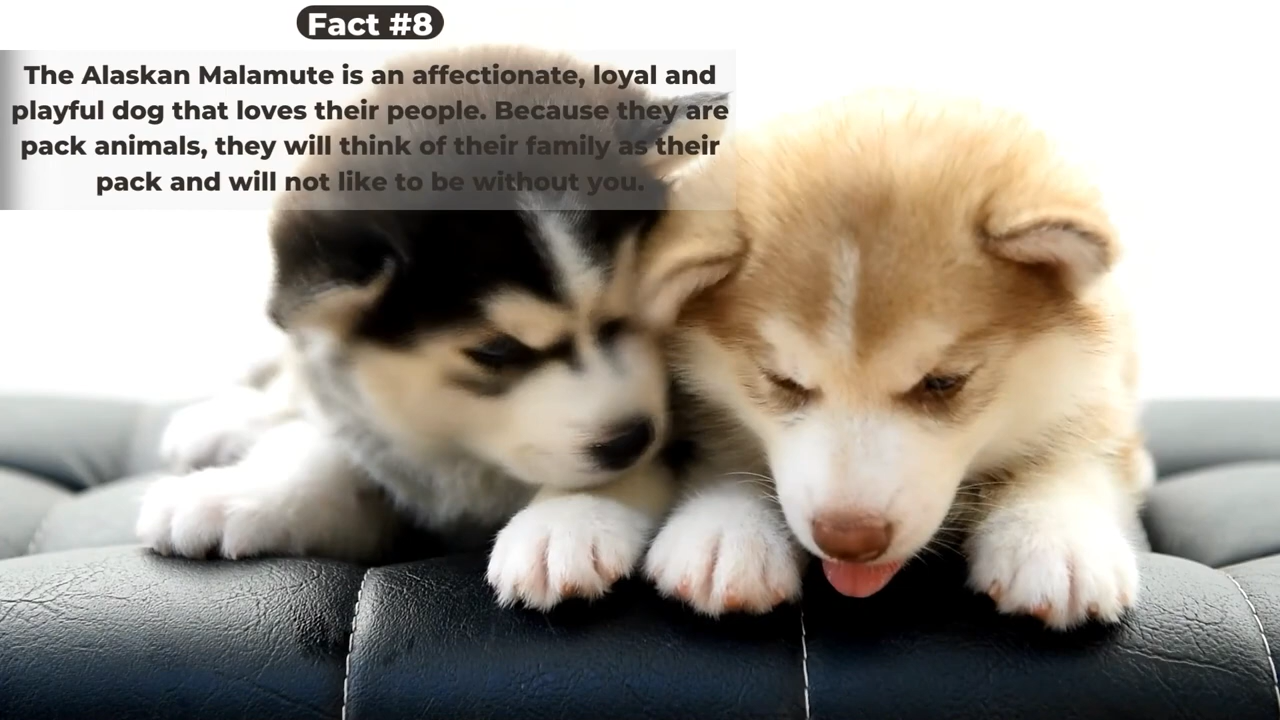 Fact #8
The Alaskan Malamute is an affectionate, loyal and
playful dog that loves their people. Because they are
pack animals, they will think of their family as their
pack and will not like to be without you.